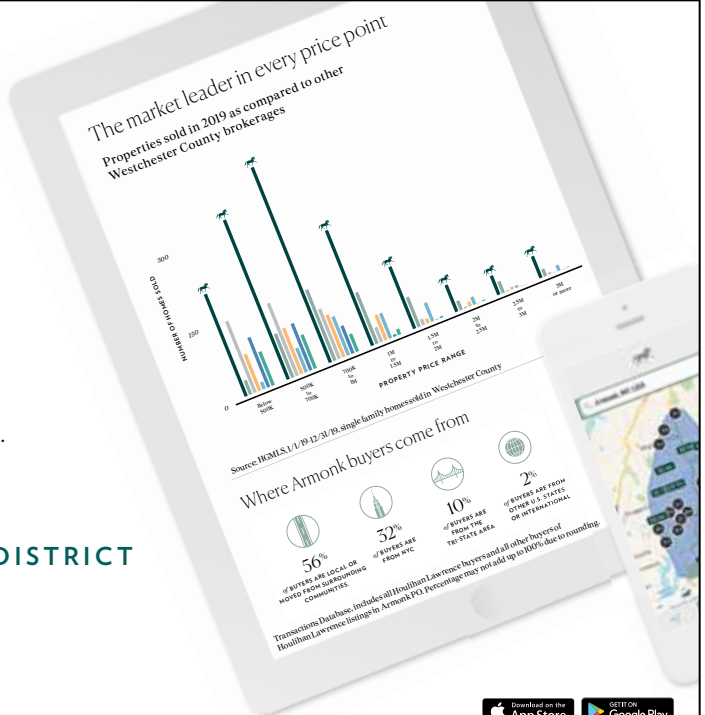 The market leader in every price point
Properties sold in 2019 as compared to other
Westchester County brokerages
NUMBER OF HOMES SOLD
300
150
0
Below
500K
500K
to
700K
700K
to
1M
1M
to
1.5M
1.5M
to
2M
2M
to
2.5M
2.5M
to
3M
3M
or more
PROPERTY PRICE RANGE
Source: HGMLS, 1/1/19-12/31/19, single family homes sold in Westchester County
Where Armonk buyers come from
56%
of BUYERS ARE LOCAL OR
MOVED FROM SURROUNDING
COMMUNITIES.
32%
of BUYERS ARE
FROM NYC
10%
of BUYERS ARE
FROM THE
TRI-STATE AREA
2%
of BUYERS ARE FROM
OTHER U.S. STATES
OR INTERNATIONAL
Transactions Database, includes all Houlihan Lawrence buyers and all other buyers of
Houlihan Lawrence listings in Armonk PO. Percentage may not add up to 100% due to rounding.
.
DISTRICT
Armonk, NY, USA
Download on the
App Store
GET IT ON
Google Play